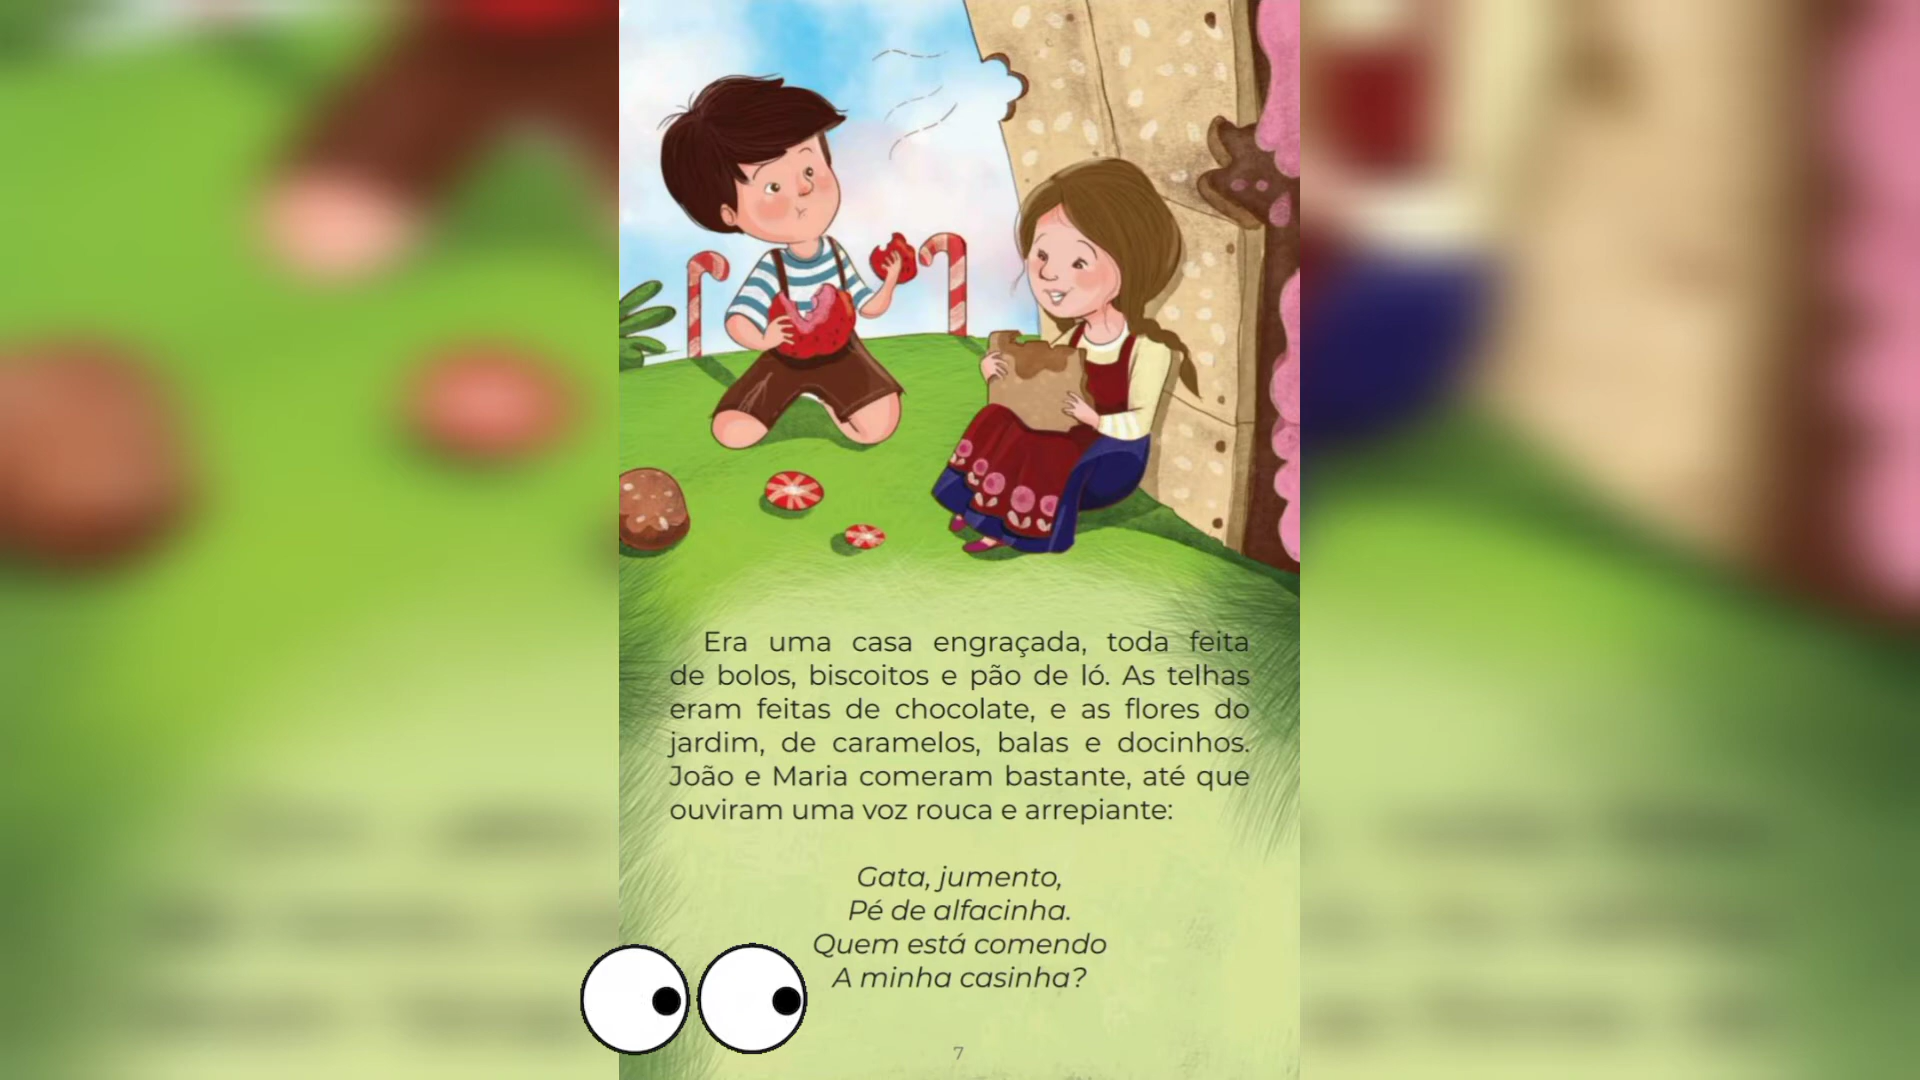 Era uma casa engraçada, toda feita
de bolos, biscoitos e pão de ló. As telhas
eram feitas de chocolate, e as flores do
jardim, de caramelos, balas e docinhos.
João e Maria comeram bastante, até que
ouviram uma voz rouca e arrepiante:
Gata, jumento,
Pé de alfacinha.
Quem está comendo
A minha casinha?
7